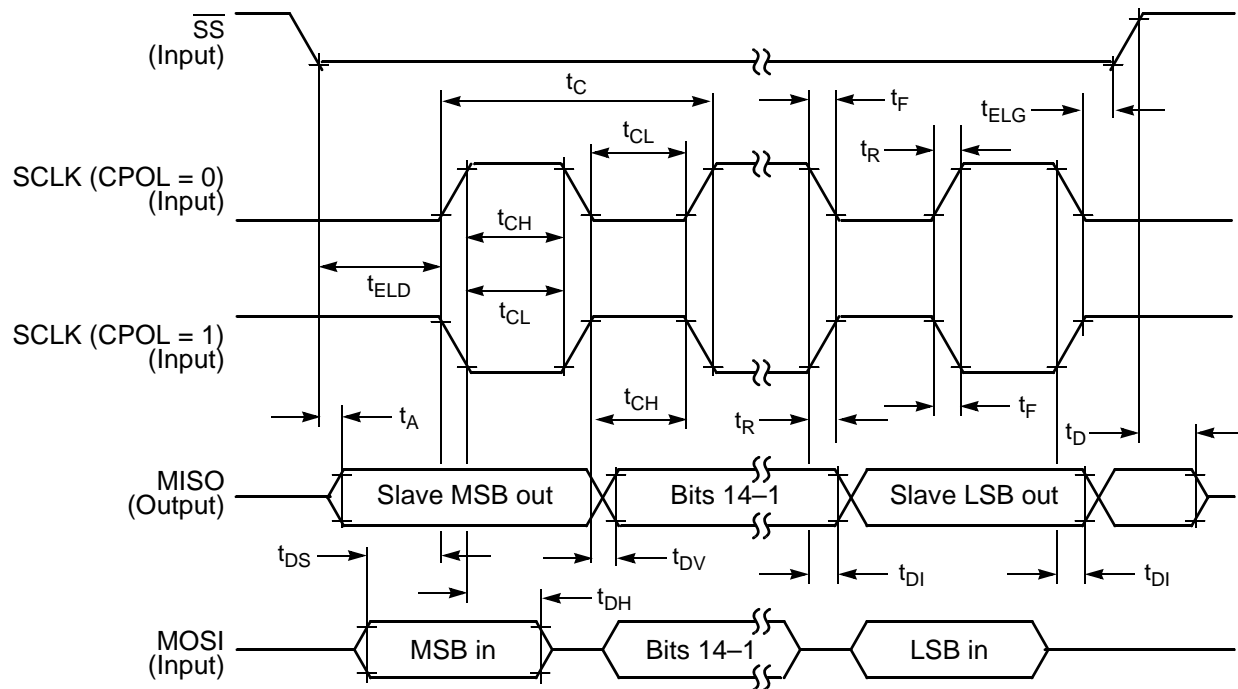 SS
(Input)
tC
tF
tELG
tCL
tR
SCLK (CPOL = 0)
(Input)
tCH
tELD
tCL
SCLK (CPOL = 1)
(Input)
tA
tCH
tR
tF
tD
MISO
(Output)
Slave MSB out
Bits 14–1
Slave LSB out
tDS
tDV
tDI
tDI
tDH
MOSI
(Input)
MSB in
Bits 14–1
LSB in